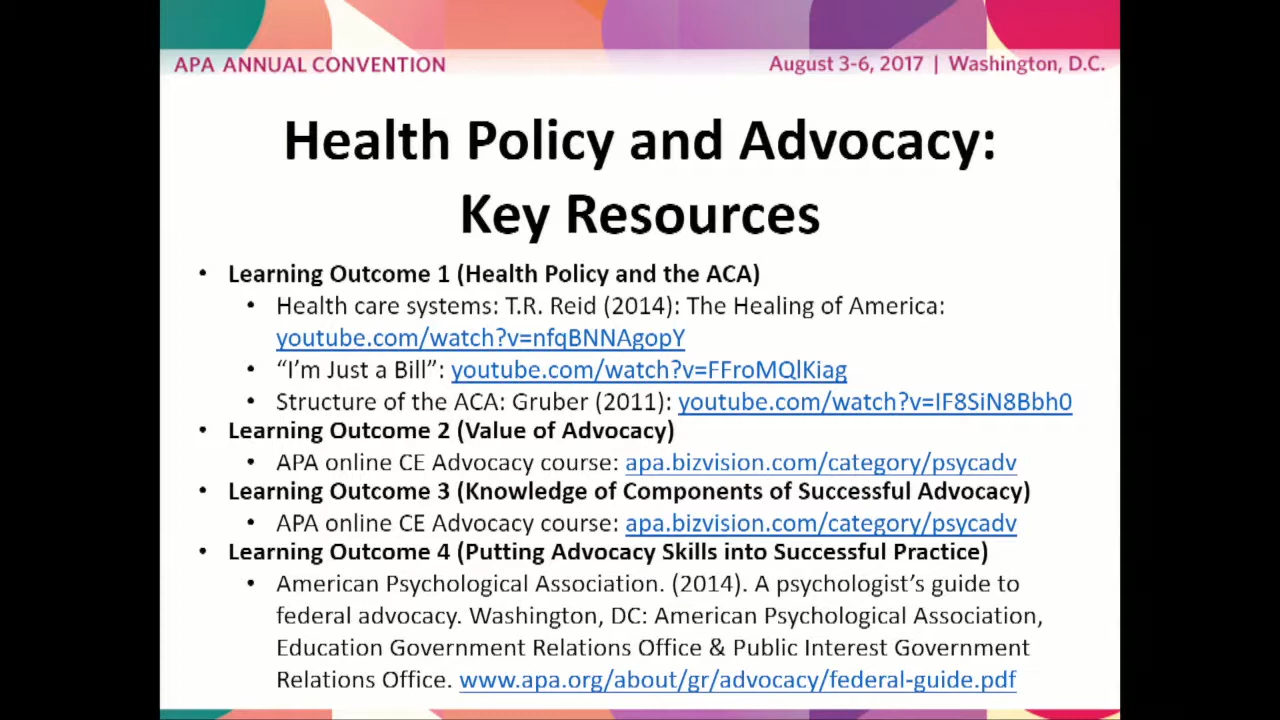 APA ANNUAL CONVENTION
August 3-6, 2017 | Washington, D.C.
Health Policy and Advocacy:
Key Resources
• Learning Outcome 1 (Health Policy and the ACA)
• Health care systems: T.R. Reid (2014): The Healing of America:
youtube.com/watch?v=nfqBNNAgopY
• “I’m Just a Bill”: youtube.com/watch?v=FFroMQlKiag
• Structure of the ACA: Gruber (2011): youtube.com/watch?v=IF8SiN8Bbh0
• Learning Outcome 2 (Value of Advocacy)
• APA online CE Advocacy course: apa.bizvision.com/category/psycadv
• Learning Outcome 3 (Knowledge of Components of Successful Advocacy)
• APA online CE Advocacy course: apa.bizvision.com/category/psycadv
• Learning Outcome 4 (Putting Advocacy Skills into Successful Practice)
• American Psychological Association. (2014). A psychologist’s guide to
federal advocacy. Washington, DC: American Psychological Association,
Education Government Relations Office & Public Interest Government
Relations Office. www.apa.org/about/gr/advocacy/federal-guide.pdf